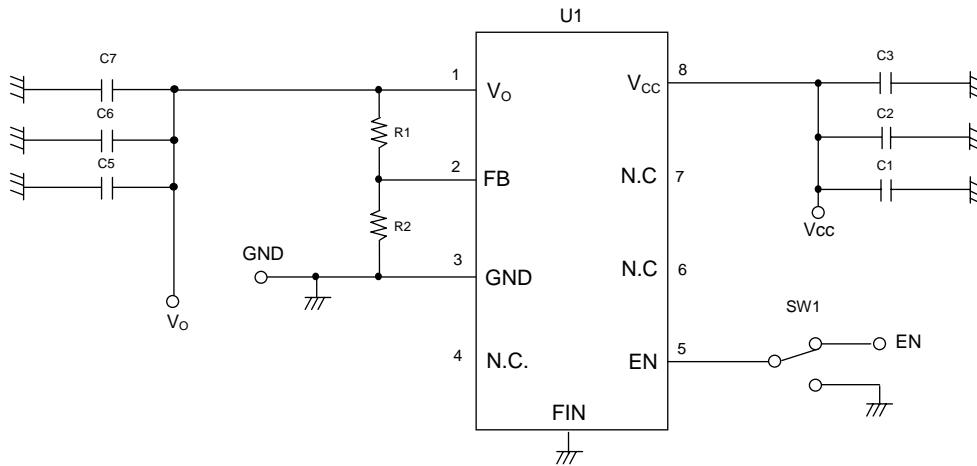 U1
C7
C3
1
8
VO
VCC
C6
R1
C2
C5
2
FB
N.C
7
C1
R2
Vcc
GND
3
GND
N.C
6
VO
SW1
4
N.C.
EN
5
EN
FIN